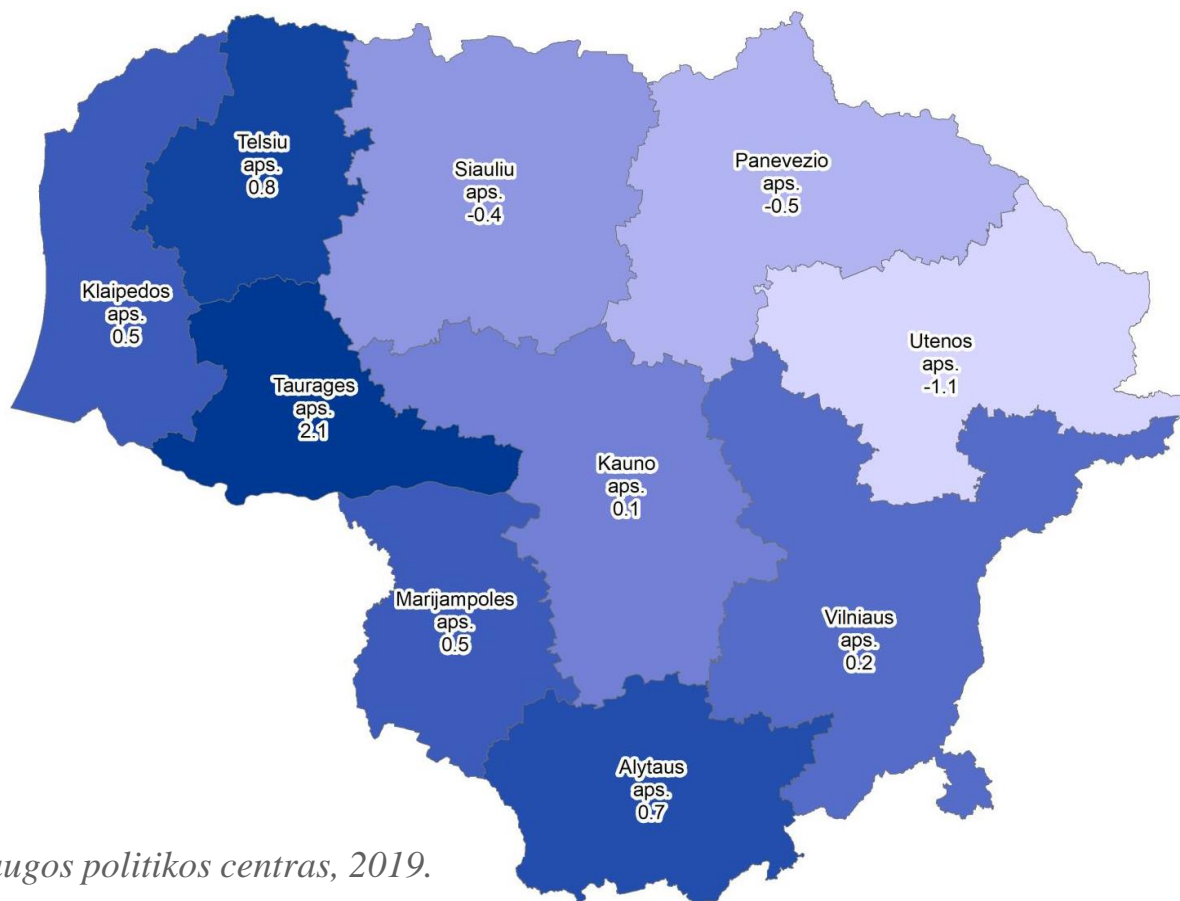 Telsiu
aps.
0.8
Siauliu
aps.
-0.4
Panevezio
aps.
-0.5
Klaipedos
aps.
0.5
Utenos
aps.
-1.1
Taurages
aps.
2.1
Kauno
aps.
0.1
Marijampoles
aps.
0.5
Vilniaus
aps.
0.2
Alytaus
aps.
0.7
politikos centras, 2019.